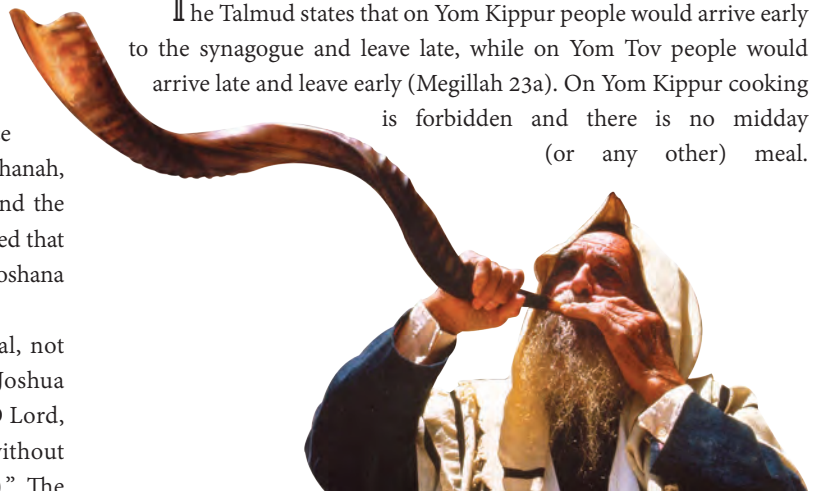 e
hanah,
nd the
ed that
oshana
al, not
Joshua
Lord,
without
” The
The Talmud states that on Yom Kippur people would arrive early
to the synagogue and leave late, while on Yom Tov people would
arrive late and leave early (Megillah 23a). On Yom Kippur cooking
is forbidden and there is no midday
(or any other) meal.